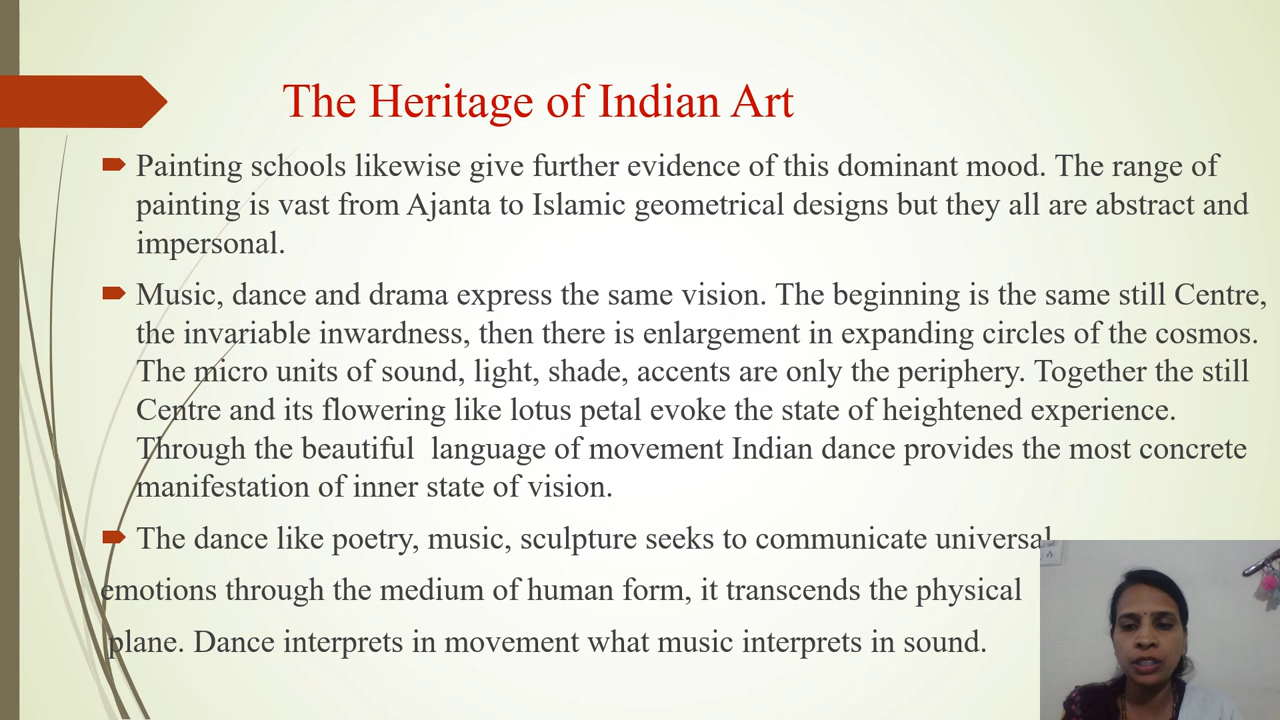 The Heritage of Indian Art
Painting schools likewise give further evidence of this dominant mood. The range of
painting is vast from Ajanta to Islamic geometrical designs but they all are abstract and
impersonal.
Music, dance and drama express the same vision. The beginning is the same still Centre,
the invariable inwardness, then there is enlargement in expanding circles of the cosmos.
The micro units of sound, light, shade, accents are only the periphery. Together the still
Centre and its flowering like lotus petal evoke the state of heightened experience.
Through the beautiful  language of movement Indian dance provides the most concrete
manifestation of inner state of vision.
The dance like poetry, music, sculpture seeks to communicate universal
emotions through the medium of human form, it transcends the physical
plane. Dance interprets in movement what music interprets in sound.